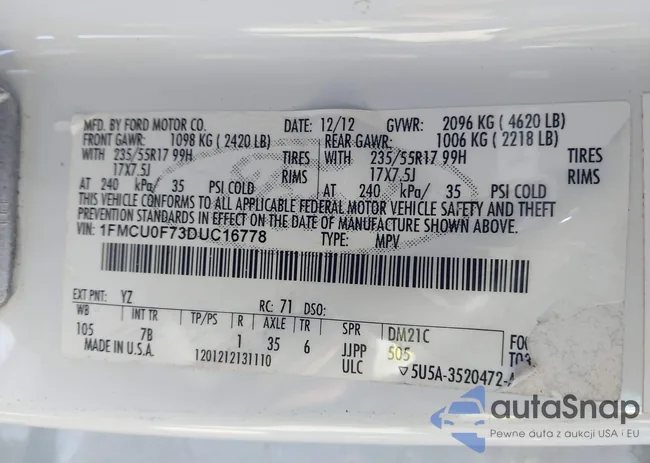 MFD. BY FORD MOTOR CO. DATE: 12/12 GVWR: 2096 KG ( 4620 LB)
FRONT GAWR: 1098 KG ( 2420 LB) REAR GAWR: 1006 KG ( 2218 LB)
WITH 235/55R17 99H TIRES WITH 235/55R17 99H TIRES
17X7.5J RIMS 17X7.5J RIMS
AT 240 kPa/ 35 PSI COLD AT 240 kPa/ 35 PSI COLD
THIS VEHICLE CONFORMS TO ALL APPLICABLE FEDERAL MOTOR VEHICLE SAFETY AND THEFT
PREVENTION STANDARDS IN EFFECT ON THE DATE OF MANUFACTURE SHOWN ABOVE.
VIN: 1FMCU0F73DUC16778 TYPE: MPV
EXT PNT: YZ RC: 71 DSO:
WB INT TR TP/PS R AXLE TR SPR DM21C
105 7B 1 35 6 JJPP 505
MADE IN U.S.A. 1201212131110 ULC ▽5U5A-3520472-A
autaSnap
Pewne auta z aukcji USA i EU